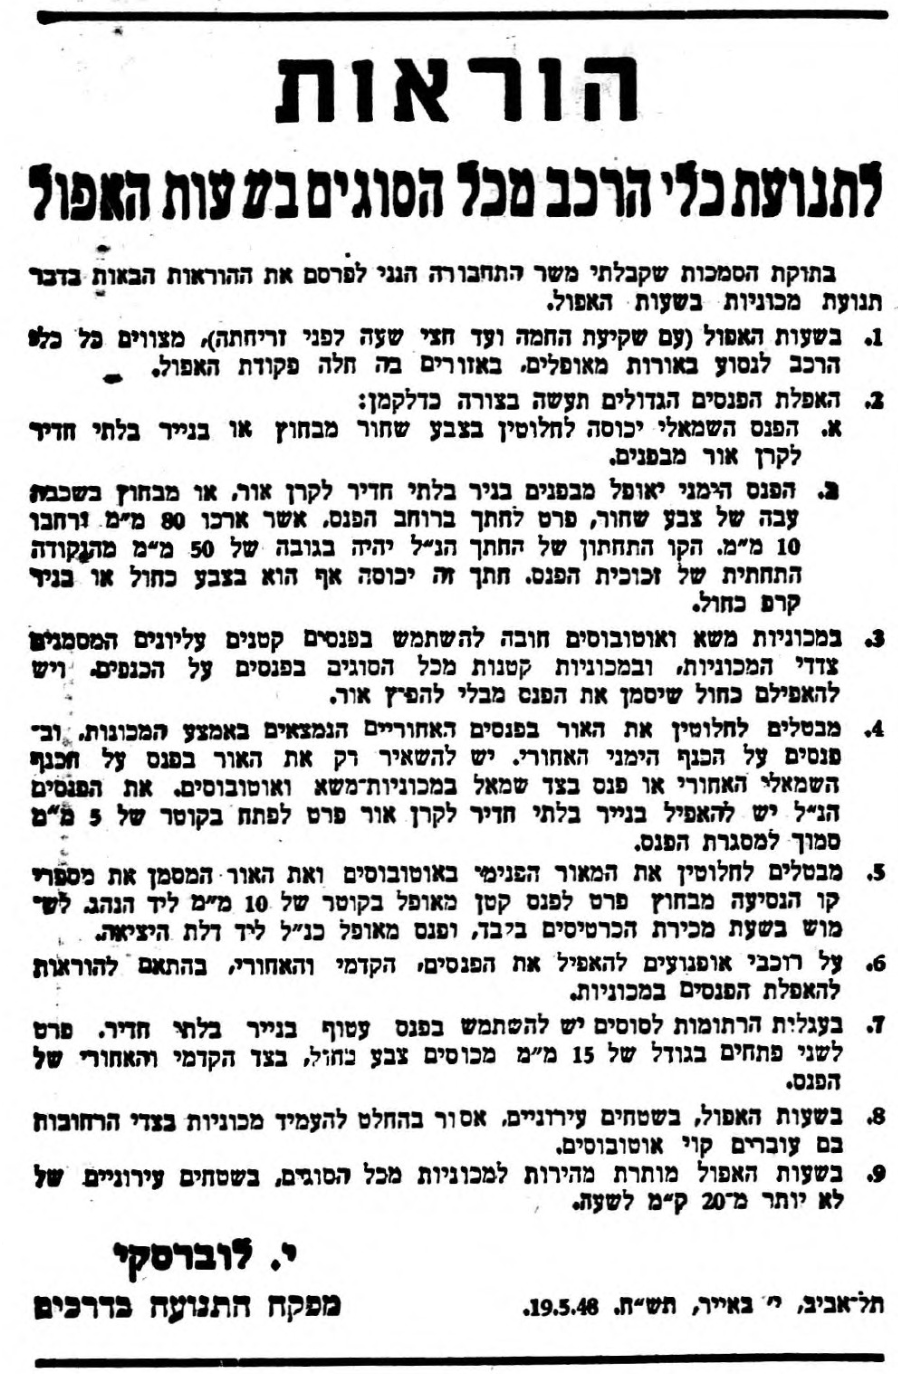 הוראות
לתנועת כלי הרכב מכל הסוגים בשעות האפול
בתוקת הסמכות שקבלתי משר התחבורה הנני לפרסם את ההוראות הבאות בדבר
תנועת מכוניות בשעות האפול.
1. בשעות האפול (עם שקיעת החמה ועד חצי שעה לפני זריחתה), מצווים כל כלי
הרכב לנסוע באורות מאופלים, באזורים בה חלה פקודת האפול.
2. האפלת הפנסים הגדולים תעשה בצורה כדלקמן:
א. הפנס השמאלי יכוסה לחלוטין בצבע שחור מבחוץ או בנייר בלתי חדיר
לקרן אור מבפנים.
ב. הפנס הימני יאופל מבפנים בניר בלתי חדיר לקרן אור, או מבחוץ בשכבת
עבה של צבע שחור, פרט לחתך ברוחב הפנס, אשר ארכו 80 מ"מ ורחבו
10 מ"מ. הקו התחתון של החתך הנ"ל יהיה בגובה של 50 מ"מ מהנקודה
התחתית של זכוכית הפנס. חתך זה יכוסה אף הוא בצבע כחול או בניר
קרפ כחול.
3. במכוניות משא ואוטובוסים חובה להשתמש בפנסים קטנים עליונים המסמנים
צדדי המכוניות, ובמכוניות קטנות מכל הסוגים בפנסים על הכנפים. ויש
להאפילם כחול שיסמן את הפנס מבלי להפיץ אור.
4. מבטלים לחלוטין את האור בפנסים האחוריים הנמצאים באמצע המכונות, וב־
פנסים על הכנף הימני האחורי. יש להשאיר רק את האור בפנס על הכנף
השמאלי האחורי או פנס בצד שמאל במכוניות־משא ואוטובוסים. את הפנסים
הנ"ל יש להאפיל בנייר בלתי חדיר לקרן אור פרט לפתח בקוטר של 5 מ"מ
סמוך למסגרת הפנס.
5. מבטלים לחלוטין את המאור הפנימי באוטובוסים ואת האור המסמן את מספרי
קו הנסיעה מבחוץ פרט לפנס קטן מאופל בקוטר של 10 מ"מ ליד הנהג. לש־
מוש בשעת מכירת הכרטיסים בלבד, ופנס מאופל כנ"ל ליד דלת היציאה.
6. על רוכבי אופנועים להאפיל את הפנסים, הקדמי והאחורי, בהתאם להוראות
להאפלת הפנסים במכוניות.
7. בעגלות הרתומות לסוסים יש להשתמש בפנס עטוף בנייר בלתי חדיר. פרט
לשני פתחים בגודל של 15 מ"מ מכוסים צבע כחול, בצד הקדמי והאחורי של
הפנס.
8. בשעות האפול, בשטחים עירוניים, אסור בהחלט להעמיד מכוניות בצדי הרחובות
בם עוברים קוי אוטובוסים.
9. בשעות האפול מותרת מהירות למכוניות מכל הסוגים, בשטחים עירוניים של
לא יותר מ־20 ק"מ לשעה.
י. לוברסקי
מפקח התנועה בדרכים
תל־אביב, י' באייר, תש"ח. 19.5.48.